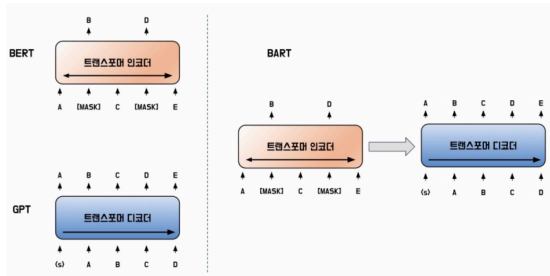 BERT
B D
트랜스포머 인코더
A [MASK] C [MASK] E
GPT
A B C D E
트랜스포머 디코더
(s) A B C D
BART
B D
트랜스포머 인코더
A [MASK] C [MASK] E
A B C D E
트랜스포머 디코더
(s) A B C D